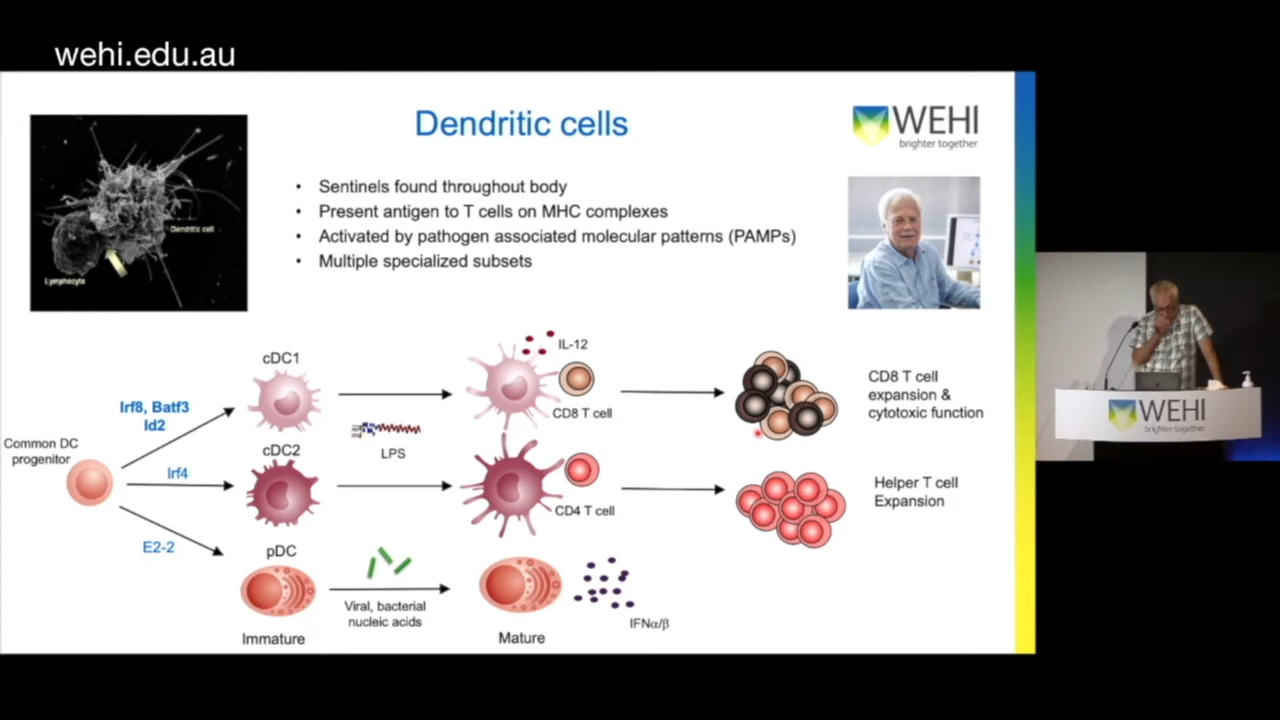 wehi.edu.au
Dendritic cells
WEHI
brighter together
Dendritic cell
Lymphocyte
• Sentinels found throughout body
• Present antigen to T cells on MHC complexes
• Activated by pathogen associated molecular patterns (PAMPs)
• Multiple specialized subsets
Common DC
progenitor
Irf8, Batf3
Id2
Irf4
E2-2
cDC1
cDC2
pDC
Immature
LPS
Viral, bacterial
nucleic acids
IL-12
CD8 T cell
CD4 T cell
Mature
IFNα/β
CD8 T cell
expansion &
cytotoxic function
Helper T cell
Expansion
WEHI
brighter together